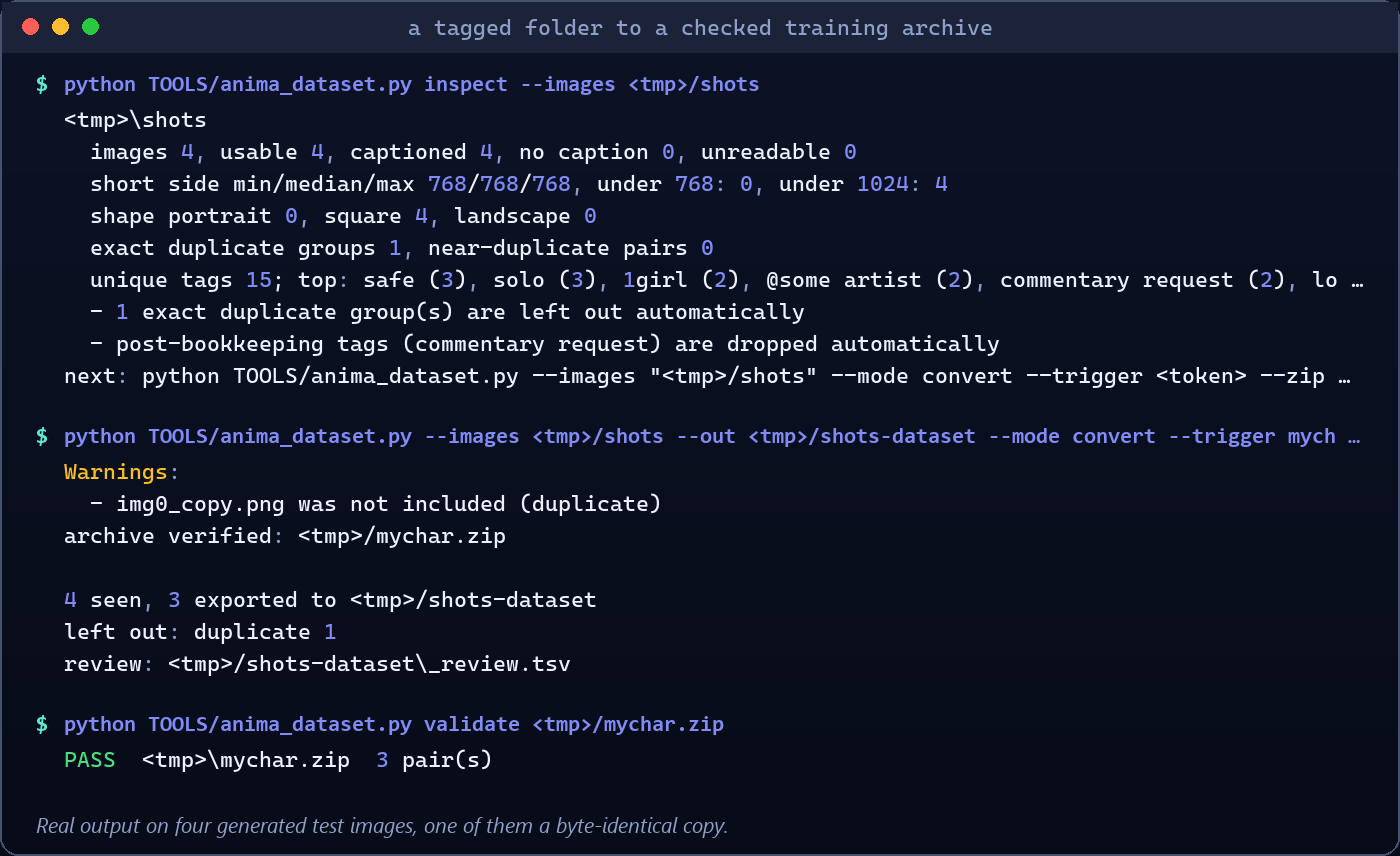 a tagged folder to a checked training archive
$ python TOOLS/anima_dataset.py inspect --images <tmp>/shots
<tmp>\shots
images 4, usable 4, captioned 4, no caption 0, unreadable 0
short side min/median/max 768/768/768, under 768: 0, under 1024: 4
shape portrait 0, square 4, landscape 0
exact duplicate groups 1, near-duplicate pairs 0
unique tags 15; top: safe (3), solo (3), 1girl (2), @some artist (2), commentary request (2), lo …
- 1 exact duplicate group(s) are left out automatically
- post-bookkeeping tags (commentary request) are dropped automatically
next: python TOOLS/anima_dataset.py --images "<tmp>/shots" --mode convert --trigger <token> --zip …
$ python TOOLS/anima_dataset.py --images <tmp>/shots --out <tmp>/shots-dataset --mode convert --trigger mych …
Warnings:
- img0_copy.png was not included (duplicate)
archive verified: <tmp>/mychar.zip
4 seen, 3 exported to <tmp>/shots-dataset
left out: duplicate 1
review: <tmp>/shots-dataset\_review.tsv
$ python TOOLS/anima_dataset.py validate <tmp>/mychar.zip
PASS  <tmp>\mychar.zip  3 pair(s)
Real output on four generated test images, one of them a byte-identical copy.